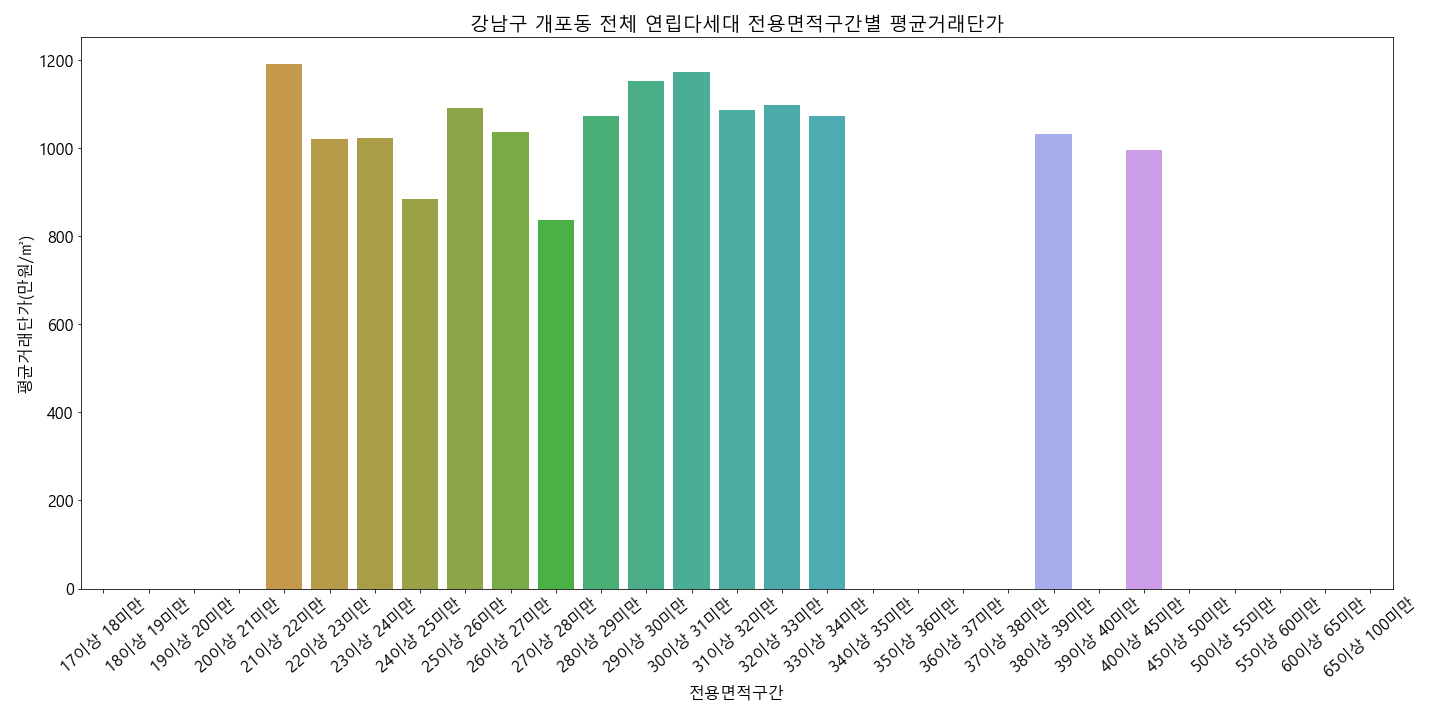 강남구 개포동 전체 연립다세대 전용면적구간별 평균거래단가
평균거래단가(만원/㎡)
1200
1000
800
600
400
200
0
17이상 18미만
18이상 19미만
19이상 20미만
20이상 21미만
21이상 22미만
22이상 23미만
23이상 24미만
24이상 25미만
25이상 26미만
26이상 27미만
27이상 28미만
28이상 29미만
29이상 30미만
30이상 31미만
31이상 32미만
32이상 33미만
33이상 34미만
34이상 35미만
35이상 36미만
36이상 37미만
37이상 38미만
38이상 39미만
39이상 40미만
40이상 45미만
45이상 50미만
50이상 55미만
55이상 60미만
60이상 65미만
65이상 100미만
전용면적구간